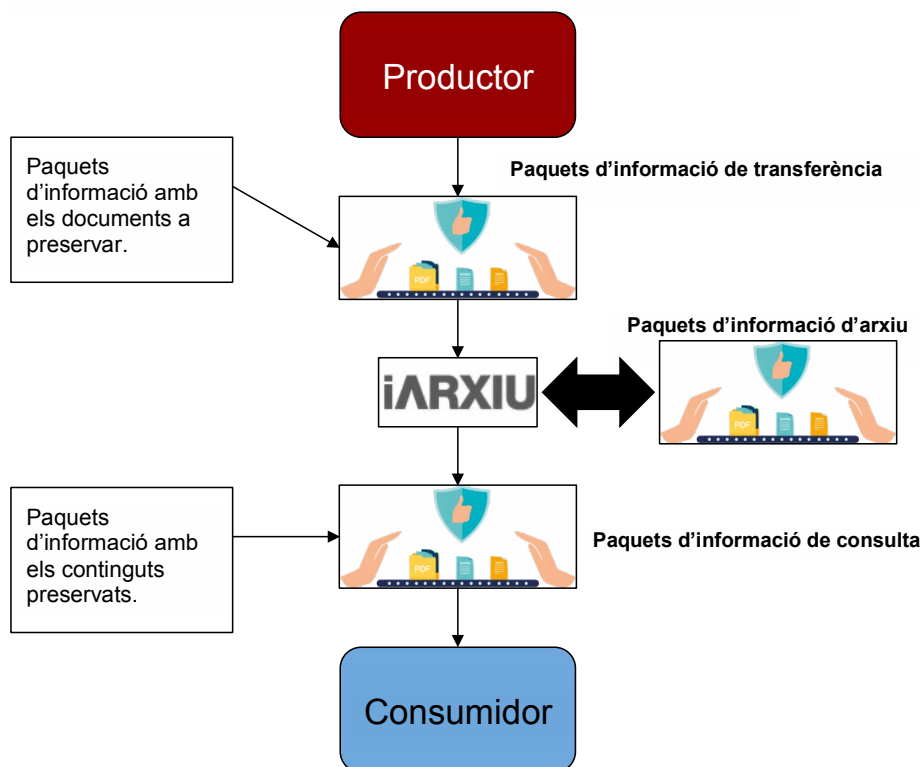 Productor
Paquets
d’informació amb
els documents a
preservar.
Paquets d’informació de transferència
PDF
Paquets d’informació d’arxiu
iARXIU
PDF
Paquets
d’informació amb
els continguts
preservats.
PDF
Paquets d’informació de consulta
Consumidor